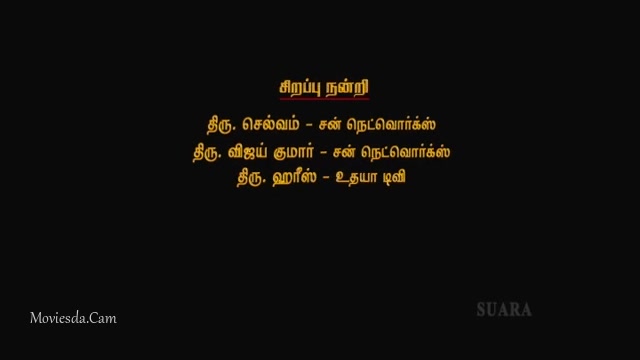 சிறப்பு நன்றி
திரு. செல்வம் - சன் நெட்வொர்க்ஸ்
திரு. விஜய் குமார் - சன் நெட்வொர்க்ஸ்
திரு. ஹரீஸ் - உதயா டிவி
SUARA
Moviesda.Cam